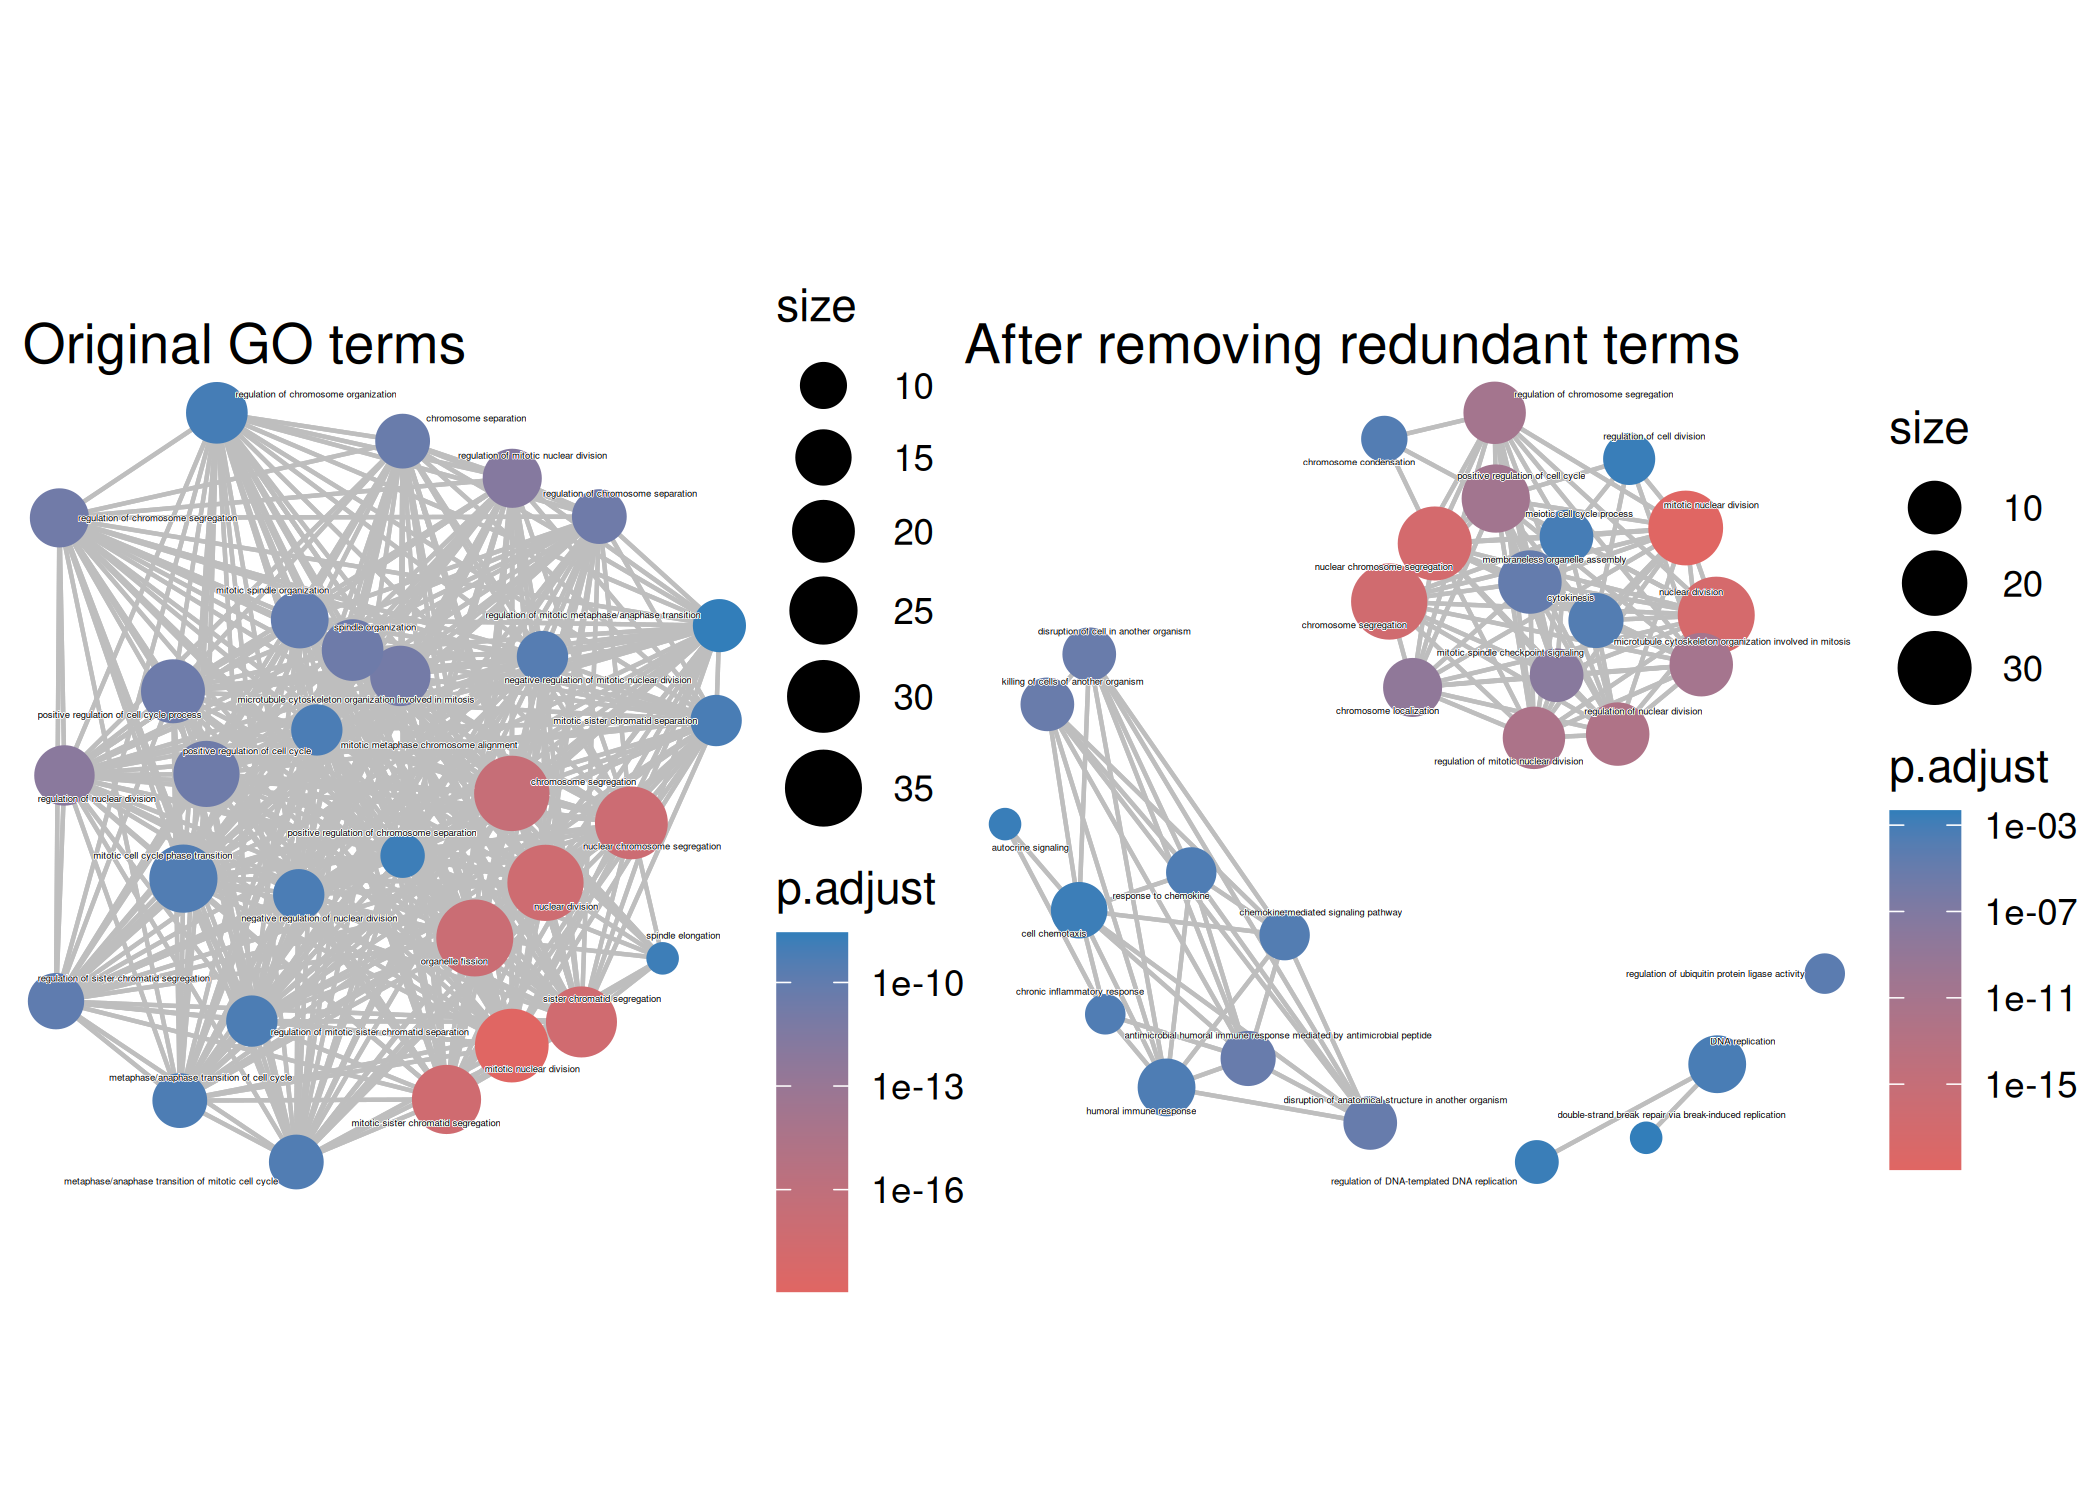 Original GO terms
regulation of chromosome organization
chromosome separation
regulation of mitotic nuclear division
regulation of chromosome separation
regulation of chromosome segregation
mitotic spindle organization
regulation of mitotic metaphase/anaphase transition
spindle organization
negative regulation of mitotic nuclear division
microtubule cytoskeleton organization involved in mitosis
positive regulation of cell cycle process
mitotic sister chromatid separation
mitotic metaphase chromosome alignment
positive regulation of cell cycle
chromosome segregation
regulation of nuclear division
positive regulation of chromosome separation
nuclear chromosome segregation
mitotic cell cycle phase transition
nuclear division
negative regulation of nuclear division
spindle elongation
organelle fission
regulation of sister chromatid segregation
sister chromatid segregation
regulation of mitotic sister chromatid separation
mitotic nuclear division
metaphase/anaphase transition of cell cycle
mitotic sister chromatid segregation
metaphase/anaphase transition of mitotic cell cycle
size
10
15
20
25
30
35
p.adjust
1e-10
1e-13
1e-16
After removing redundant terms
regulation of chromosome segregation
regulation of cell division
chromosome condensation
positive regulation of cell cycle
mitotic nuclear division
meiotic cell cycle process
membraneless organelle assembly
nuclear chromosome segregation
nuclear division
cytokinesis
chromosome segregation
disruption of cell in another organism
microtubule cytoskeleton organization involved in mitosis
mitotic spindle checkpoint signaling
killing of cells of another organism
chromosome localization
regulation of nuclear division
regulation of mitotic nuclear division
autocrine signaling
response to chemokine
chemokine-mediated signaling pathway
cell chemotaxis
regulation of ubiquitin protein ligase activity
chronic inflammatory response
antimicrobial humoral immune response mediated by antimicrobial peptide
DNA replication
disruption of anatomical structure in another organism
humoral immune response
double-strand break repair via break-induced replication
regulation of DNA-templated DNA replication
size
10
20
30
p.adjust
1e-03
1e-07
1e-11
1e-15